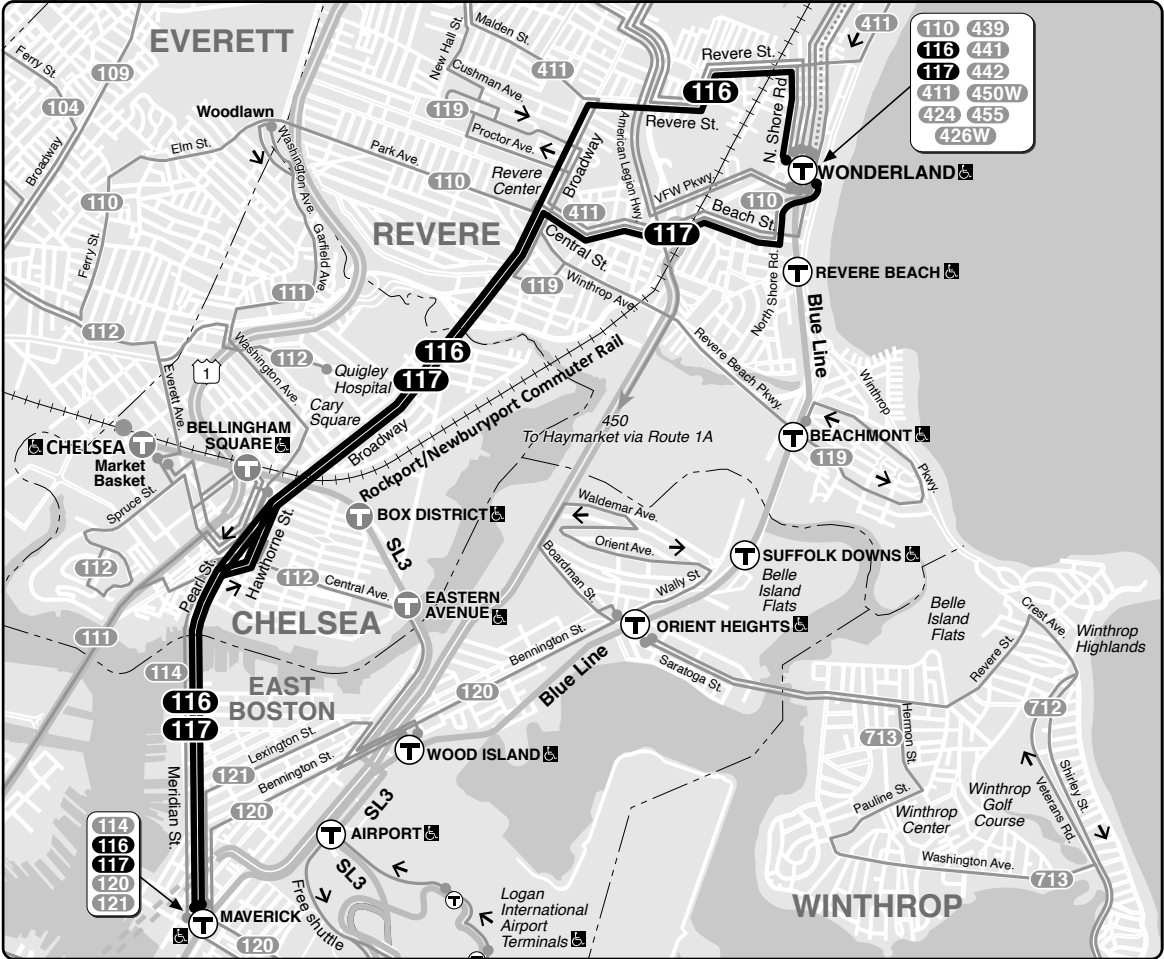 EVERETT
Ferry St.
109
104
Broadway
Woodlawn
Elm St.
110
Ferry St.
112
New Hall St.
Malden St.
411
Cushman Ave.
119
Proctor Ave.
Park Ave.
110
Revere
Center
Washington Ave.
Garfield Ave.
111
REVERE
Broadway
American Legion Hwy.
Revere St.
116
Revere St.
N. Shore Rd.
411
110 439
116 441
117 442
411 450W
424 455
426W
T
WONDERLAND
VFW Pkwy.
110
411
Beach St.
117
Central St.
119
Winthrop Ave.
North Shore Rd.
T
REVERE BEACH
Blue Line
116
117
Washington Ave.
112
Quigley
Hospital
Cary
Square
1
Everett Ave.
BELLINGHAM
SQUARE
T
CHELSEA
T
Market
Basket
Spruce St.
112
Broadway
Rockport/Newburyport Commuter Rail
450
To Haymarket via Route 1A
Revere Beach Pkwy.
Winthrop
Pkwy.
T
BEACHMONT
119
T
BOX DISTRICT
SL3
Waldemar Ave.
Orient Ave.
Boardman St.
Wally St
T
SUFFOLK DOWNS
Belle
Island
Flats
Belle
Island
Flats
Pearl St.
Hawthorne St.
112
Central Ave.
T
EASTERN
AVENUE
CHELSEA
111
T
ORIENT HEIGHTS
Bennington St.
Blue Line
Saratoga St.
Revere St.
Crest Ave.
Winthrop
Highlands
114
116
117
EAST
BOSTON
120
Lexington St.
121
Bennington St.
120
T
WOOD ISLAND
Meridian St.
SL3
T
AIRPORT
SL3
Free shuttle
T
Logan
International
Airport
Terminals
T
114
116
117
120
121
T
MAVERICK
120
712
713
Hermon St.
Pauline St.
Winthrop
Center
Winthrop
Golf
Course
Veterans Rd.
Shirley St.
Washington Ave.
713
WINTHROP